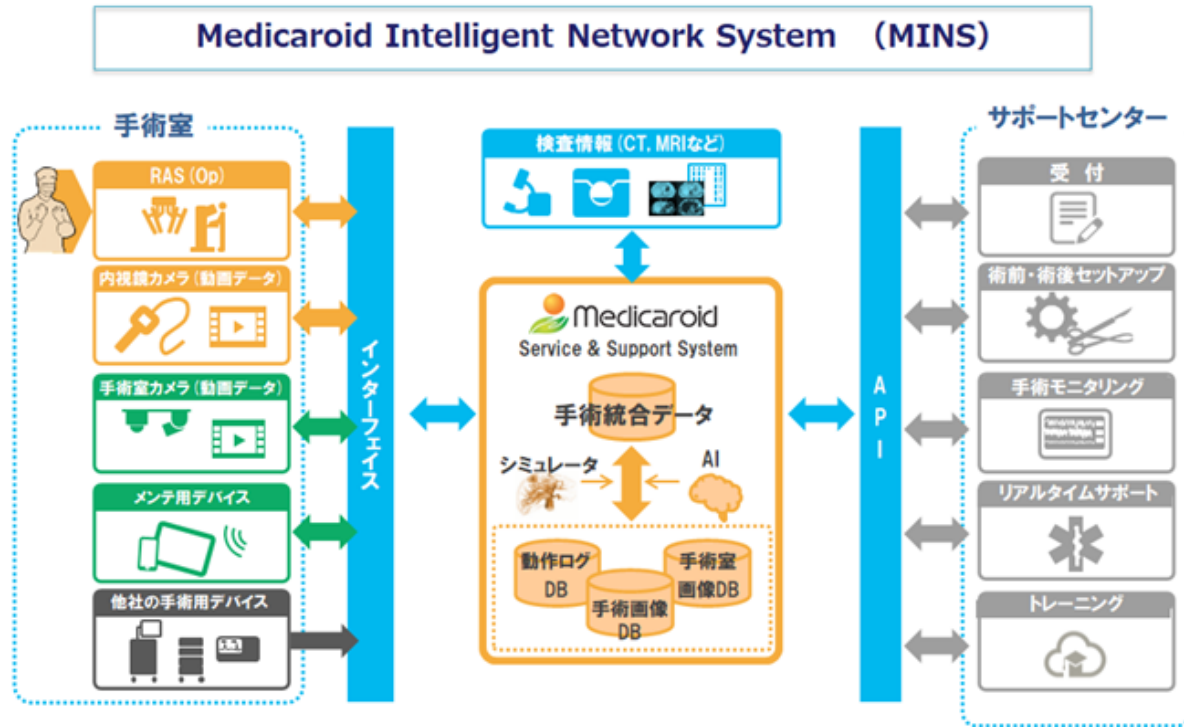 Medicaroid Intelligent Network System （MINS）
手術室
RAS（Op）
内視鏡カメラ（動画データ）
手術室カメラ（動画データ）
メンテ用デバイス
他社の手術用デバイス
インターフェイス
検査情報（CT. MRIなど）
Medicaroid
Service & Support System
手術統合データ
シミュレータ
AI
動作ログ
DB
手術画像
DB
手術室
画像DB
API
サポートセンター
受 付
術前・術後セットアップ
手術モニタリング
リアルタイムサポート
トレーニング